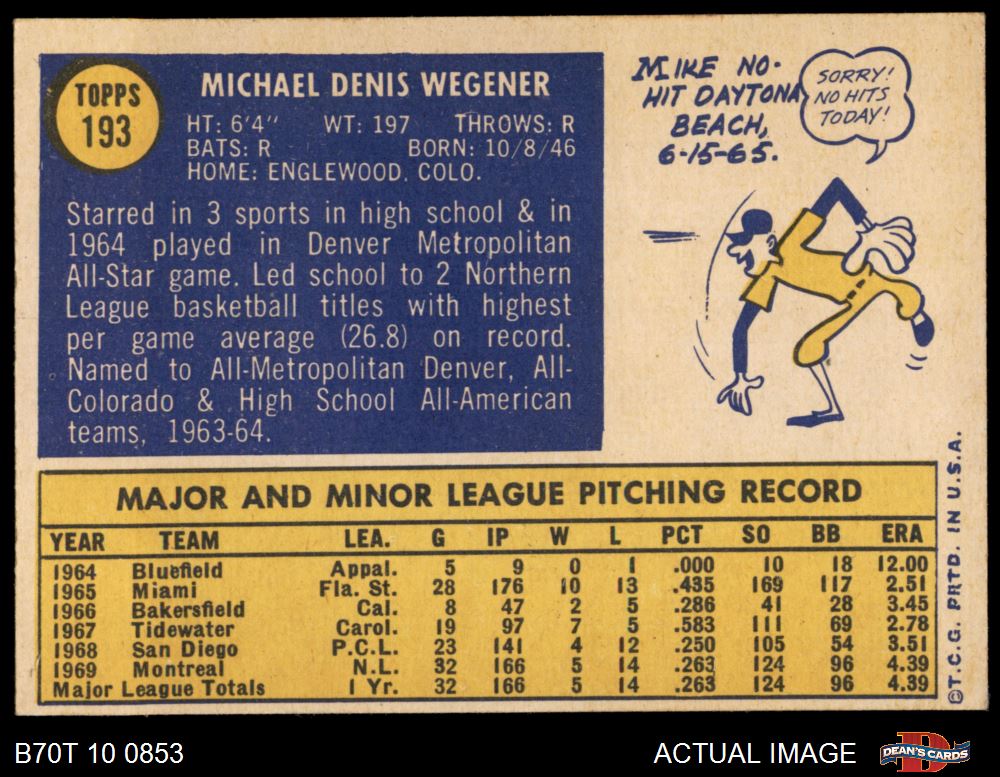 TOPPS
193
MICHAEL DENIS WEGENER
HT: 6'4" WT: 197 THROWS: R
BATS: R BORN: 10/8/46
HOME: ENGLEWOOD, COLO.
Starred in 3 sports in high school & in
1964 played in Denver Metropolitan
All-Star game. Led school to 2 Northern
League basketball titles with highest
per game average (26.8) on record.
Named to All-Metropolitan Denver, All-
Colorado & High School All-American
teams, 1963-64.
MIKE NO-
HIT DAYTONA
BEACH,
6-15-65.
SORRY!
NO HITS
TODAY!
MAJOR AND MINOR LEAGUE PITCHING RECORD
YEAR TEAM LEA. G IP W L PCT SO BB ERA
1964 Bluefield Appal. 5 9 0 1 .000 10 18 12.00
1965 Miami Fla. St. 28 176 10 13 .435 169 117 2.51
1966 Bakersfield Cal. 8 47 2 5 .286 41 28 3.45
1967 Tidewater Carol. 19 97 7 5 .583 111 69 2.78
1968 San Diego P.C.L. 23 141 4 12 .250 105 54 3.51
1969 Montreal N.L. 32 166 5 14 .263 124 96 4.39
Major League Totals 1 Yr. 32 166 5 14 .263 124 96 4.39
©T.C.G. PRTD. IN U.S.A.
B70T 10 0853
ACTUAL IMAGE
DEAN'S CARDS